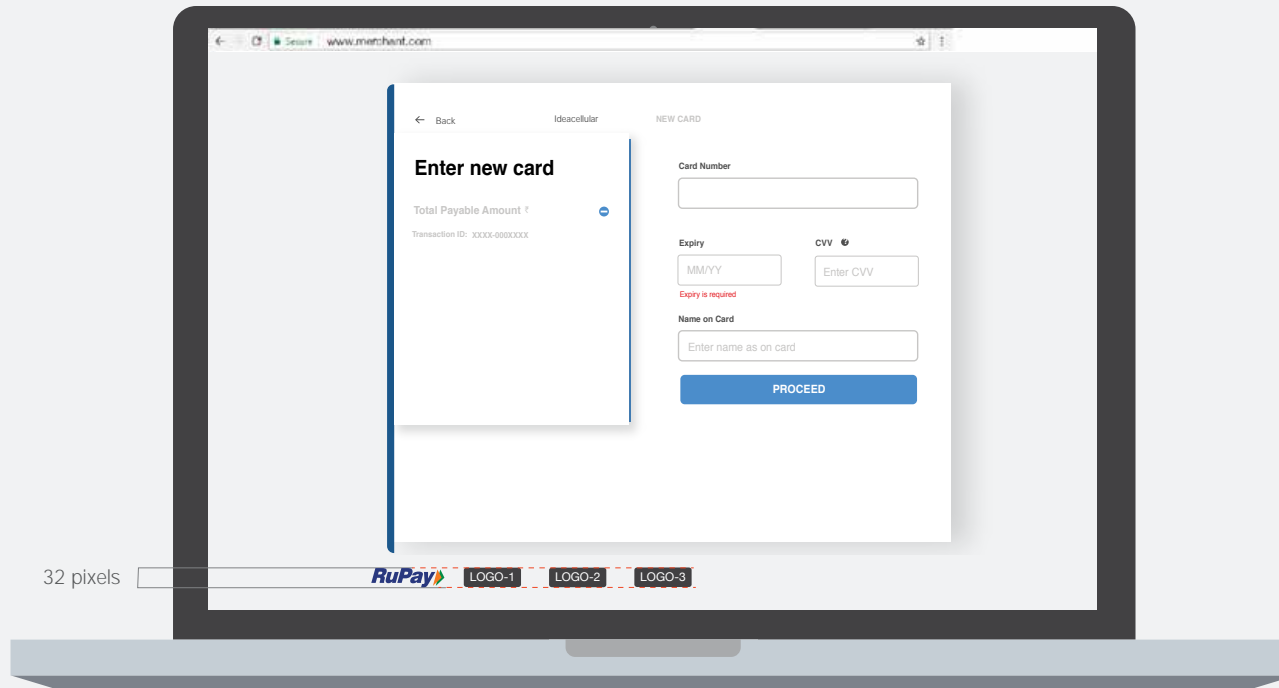 Secure www.merchant.com
Back Ideacellular NEW CARD
Enter new card
Total Payable Amount ₹
Transaction ID: XXXX-000XXXX
Card Number
Expiry CVV
MM/YY Enter CVV
Expiry is required
Name on Card
Enter name as on card
PROCEED
32 pixels RuPay LOGO-1 LOGO-2 LOGO-3